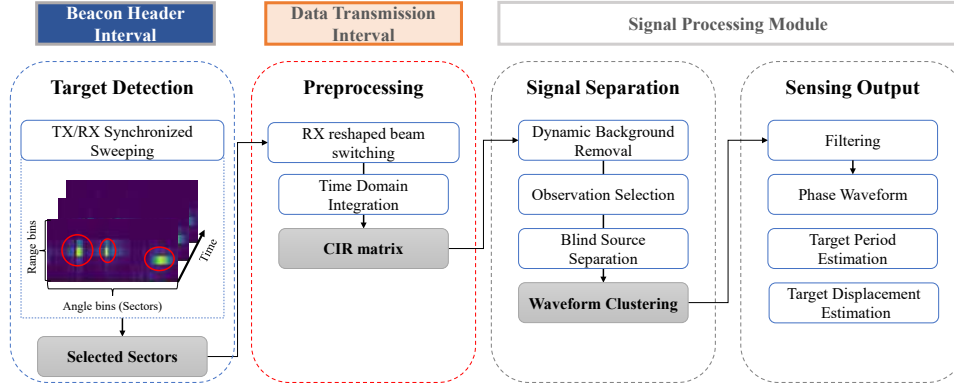 Beacon Header
Interval
Data Transmission
Interval
Signal Processing Module
Target Detection
TX/RX Synchronized
Sweeping
Range bins
Time
Angle bins (Sectors)
Selected Sectors
Preprocessing
RX reshaped beam
switching
Time Domain
Integration
CIR matrix
Signal Separation
Dynamic Background
Removal
Observation Selection
Blind Source
Separation
Waveform Clustering
Sensing Output
Filtering
Phase Waveform
Target Period
Estimation
Target Displacement
Estimation